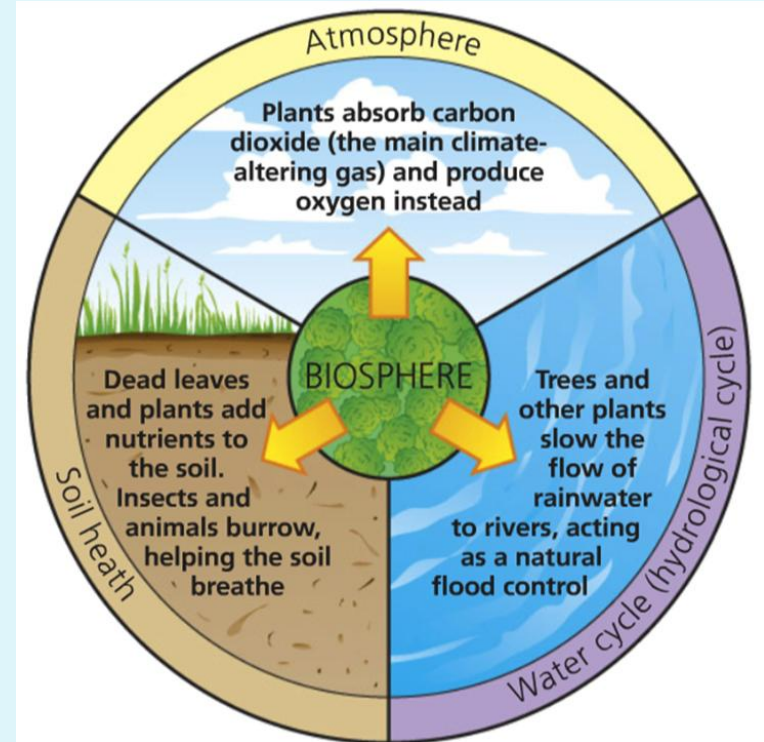 Atmosphere
Plants absorb carbon
dioxide (the main climate-
altering gas) and produce
oxygen instead
BIOSPHERE
Dead leaves
and plants add
nutrients to
the soil.
Insects and
animals burrow,
helping the soil
breathe
Soil heath
Trees and
other plants
slow the
flow of
rainwater
to rivers, acting
as a natural
flood control
Water cycle (hydrological cycle)